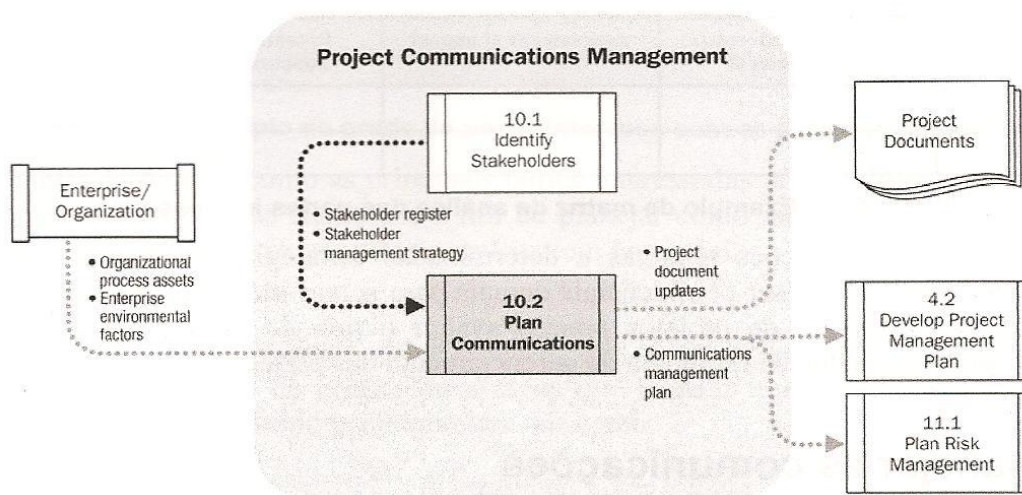 Project Communications Management
10.1
Identify
Stakeholders
Project
Documents
Enterprise/
Organization
• Stakeholder register
• Stakeholder
management strategy
• Organizational
process assets
• Enterprise
environmental
factors
• Project
document
updates
10.2
Plan
Communications
4.2
Develop Project
Management
Plan
• Communications
management
plan
11.1
Plan Risk
Management